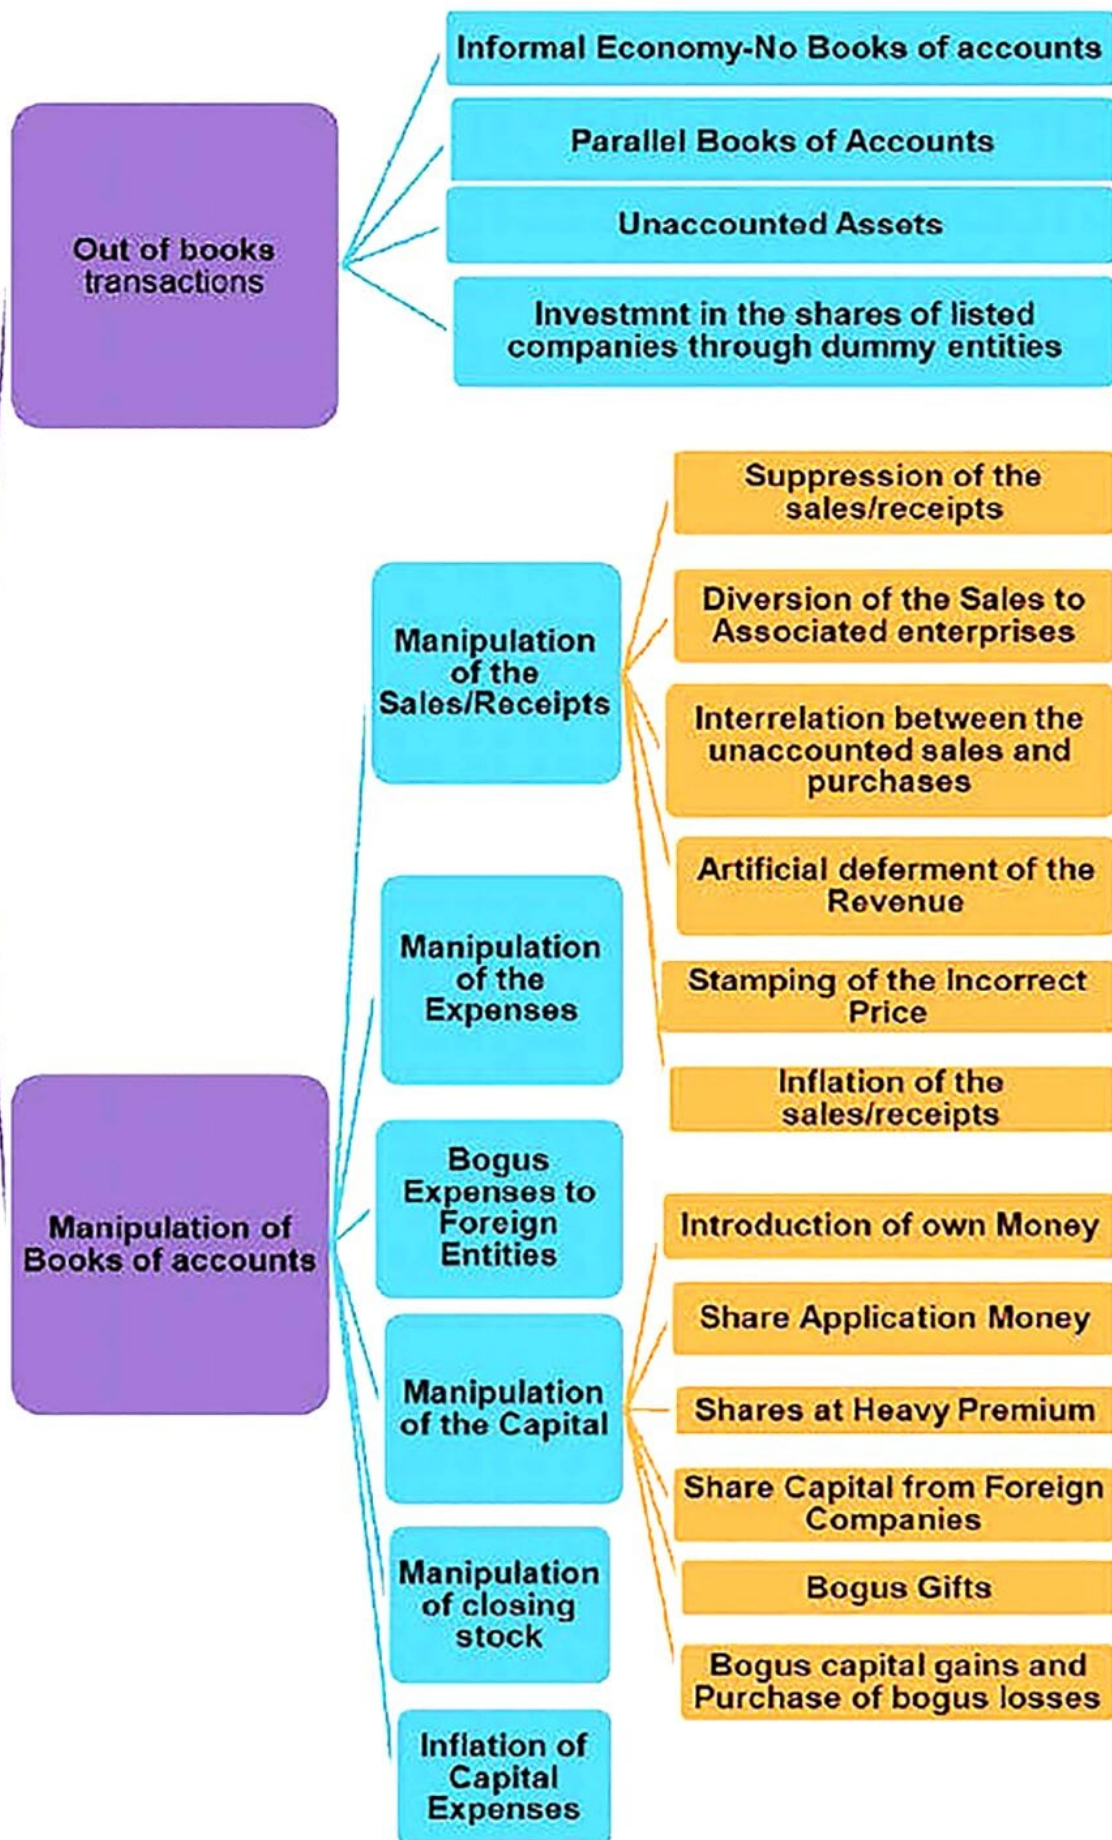 Out of books
transactions
Informal Economy-No Books of accounts
Parallel Books of Accounts
Unaccounted Assets
Investmnt in the shares of listed
companies through dummy entities
Manipulation of
Books of accounts
Manipulation
of the
Sales/Receipts
Suppression of the
sales/receipts
Diversion of the Sales to
Associated enterprises
Interrelation between the
unaccounted sales and
purchases
Artificial deferment of the
Revenue
Stamping of the Incorrect
Price
Inflation of the
sales/receipts
Manipulation
of the
Expenses
Bogus
Expenses to
Foreign
Entities
Manipulation
of the Capital
Introduction of own Money
Share Application Money
Shares at Heavy Premium
Share Capital from Foreign
Companies
Bogus Gifts
Bogus capital gains and
Purchase of bogus losses
Manipulation
of closing
stock
Inflation of
Capital
Expenses